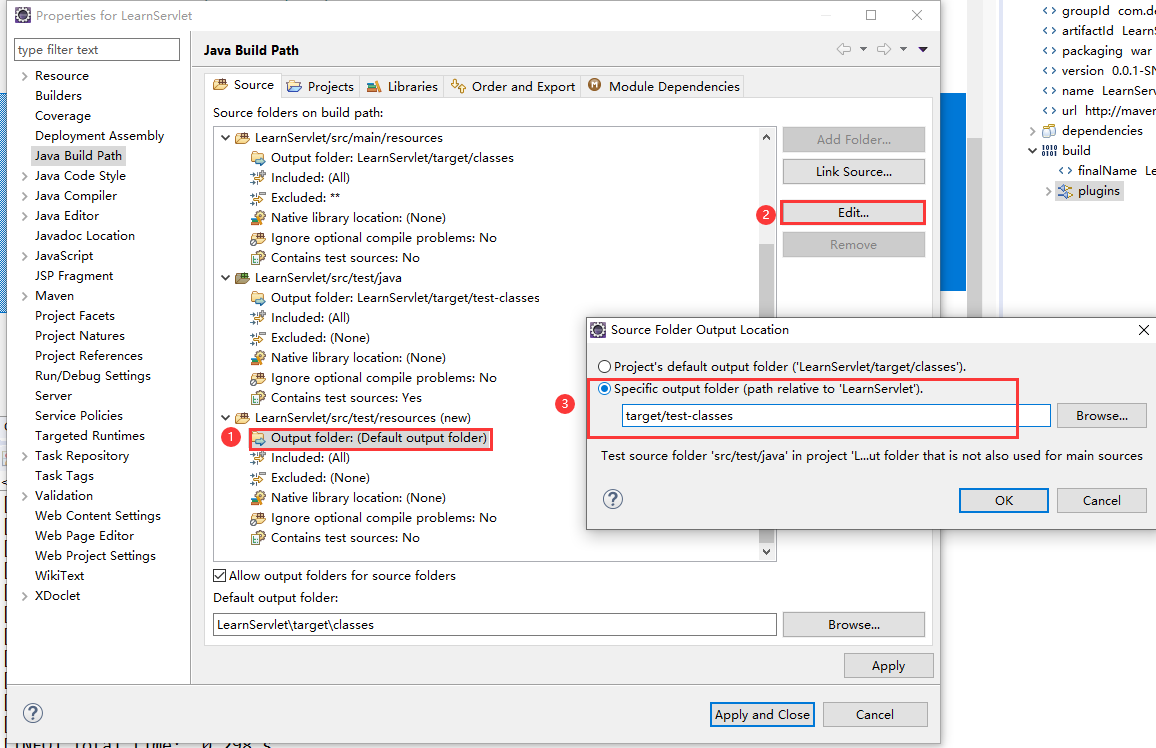 Properties for LearnServlet
type filter text
Resource
Builders
Coverage
Deployment Assembly
Java Build Path
Java Code Style
Java Compiler
Java Editor
Javadoc Location
JavaScript
JSP Fragment
Maven
Project Facets
Project Natures
Project References
Run/Debug Settings
Server
Service Policies
Targeted Runtimes
Task Repository
Task Tags
Validation
Web Content Settings
Web Page Editor
Web Project Settings
WikiText
XDoclet
Java Build Path
Source Projects Libraries Order and Export Module Dependencies
Source folders on build path:
LearnServlet/src/main/resources
Output folder: LearnServlet/target/classes
Included: (All)
Excluded: **
Native library location: (None)
Ignore optional compile problems: No
Contains test sources: No
LearnServlet/src/test/java
Output folder: LearnServlet/target/test-classes
Included: (All)
Excluded: (None)
Native library location: (None)
Ignore optional compile problems: No
Contains test sources: Yes
LearnServlet/src/test/resources (new)
1 Output folder: (Default output folder)
Included: (All)
Excluded: (None)
Native library location: (None)
Ignore optional compile problems: No
Contains test sources: No
Add Folder...
Link Source...
2 Edit...
Remove
Allow output folders for source folders
Default output folder:
LearnServlet\target\classes Browse...
Apply
? Apply and Close Cancel
Source Folder Output Location
Project's default output folder ('LearnServlet/target/classes').
Specific output folder (path relative to 'LearnServlet').
3 target/test-classes Browse...
Test source folder 'src/test/java' in project 'L...ut folder that is not also used for main sources
? OK Cancel
groupId com.de
artifactId LearnS
packaging war
version 0.0.1-SN
name LearnServ
url http://maven
dependencies
build
finalName Le
plugins